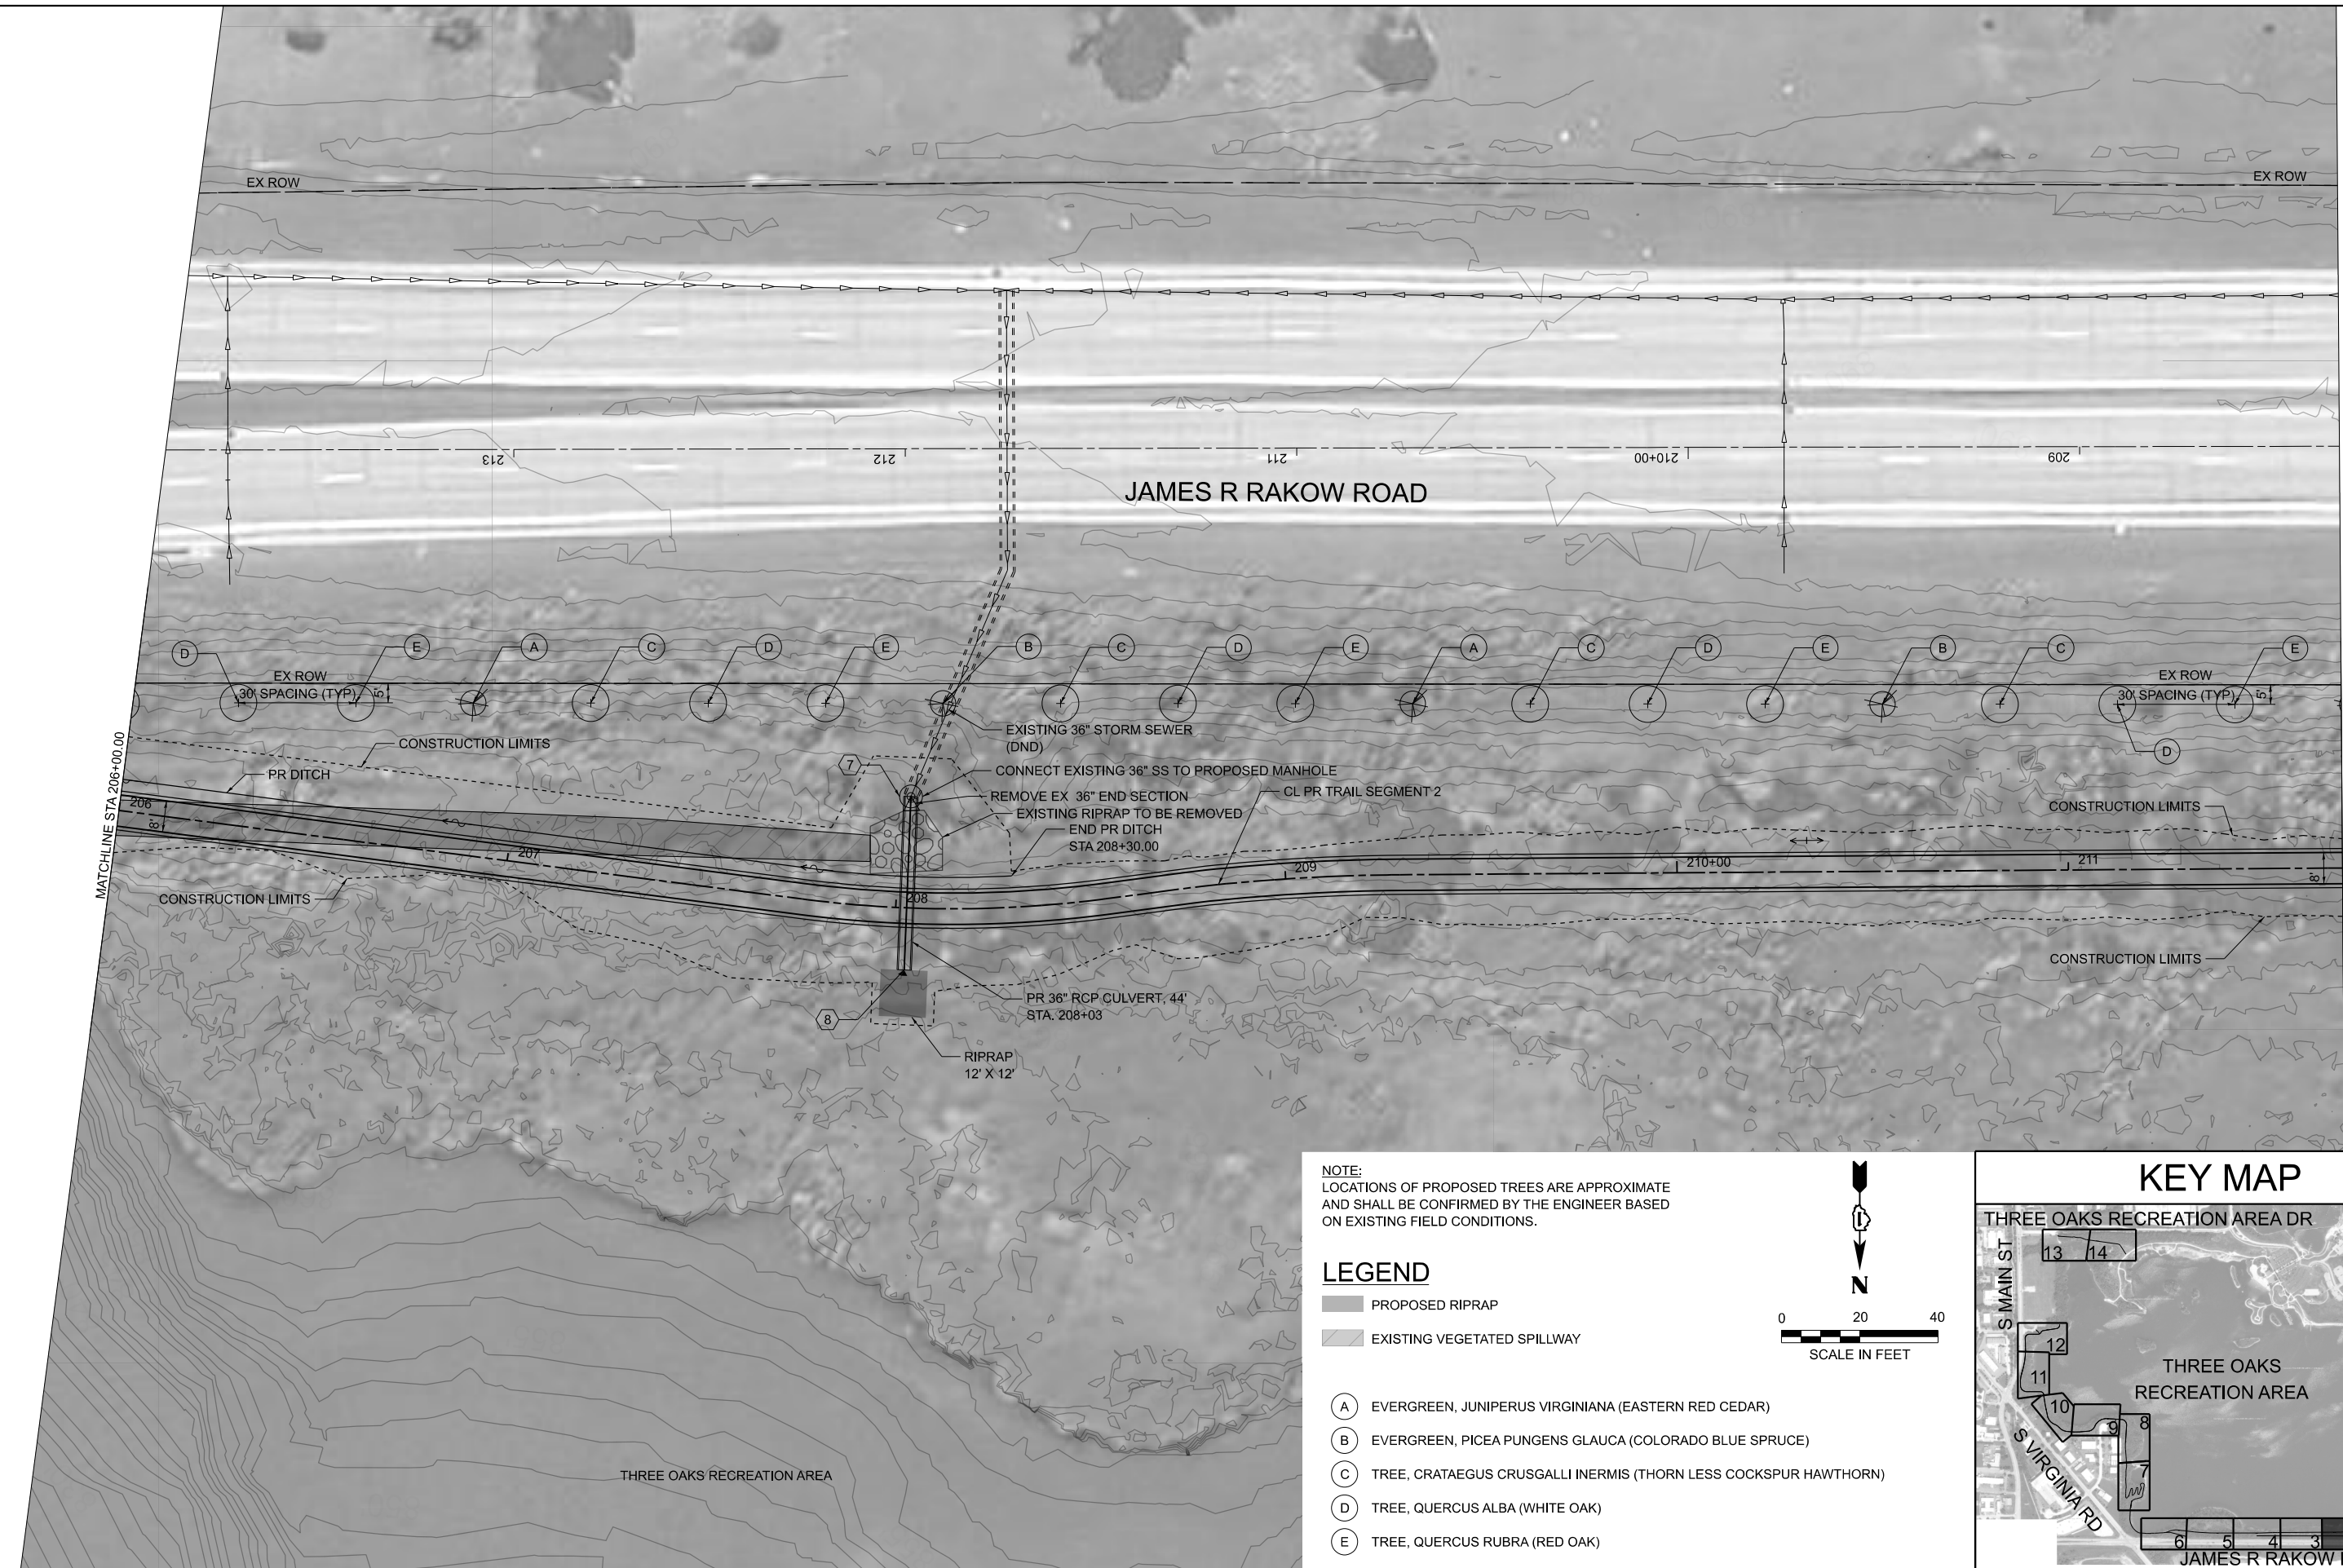 EX ROW
EX ROW
213
212
211
210+00
209
JAMES R RAKOW ROAD
D
E
A
C
D
E
B
C
D
E
A
C
D
E
B
C
E
EX ROW
30' SPACING (TYP)
5'
EX ROW
30' SPACING (TYP)
5'
D
EXISTING 36" STORM SEWER
(DND)
MATCHLINE STA 206+00.00
CONSTRUCTION LIMITS
7
CONNECT EXISTING 36" SS TO PROPOSED MANHOLE
PR DITCH
REMOVE EX 36" END SECTION
CL PR TRAIL SEGMENT 2
EXISTING RIPRAP TO BE REMOVED
CONSTRUCTION LIMITS
END PR DITCH
STA 208+30.00
206
8'
207
208
209
210+00
211
8'
CONSTRUCTION LIMITS
CONSTRUCTION LIMITS
PR 36" RCP CULVERT, 44'
STA. 208+03
8
RIPRAP
12' X 12'
THREE OAKS RECREATION AREA
NOTE:
LOCATIONS OF PROPOSED TREES ARE APPROXIMATE
AND SHALL BE CONFIRMED BY THE ENGINEER BASED
ON EXISTING FIELD CONDITIONS.
LEGEND
PROPOSED RIPRAP
EXISTING VEGETATED SPILLWAY
N
0 20 40
SCALE IN FEET
A EVERGREEN, JUNIPERUS VIRGINIANA (EASTERN RED CEDAR)
B EVERGREEN, PICEA PUNGENS GLAUCA (COLORADO BLUE SPRUCE)
C TREE, CRATAEGUS CRUSGALLI INERMIS (THORN LESS COCKSPUR HAWTHORN)
D TREE, QUERCUS ALBA (WHITE OAK)
E TREE, QUERCUS RUBRA (RED OAK)
KEY MAP
THREE OAKS RECREATION AREA DR
S MAIN ST
13
14
12
11
10
9
8
7
THREE OAKS
RECREATION AREA
S VIRGINIA RD
6
5
4
3
JAMES R RAKOW